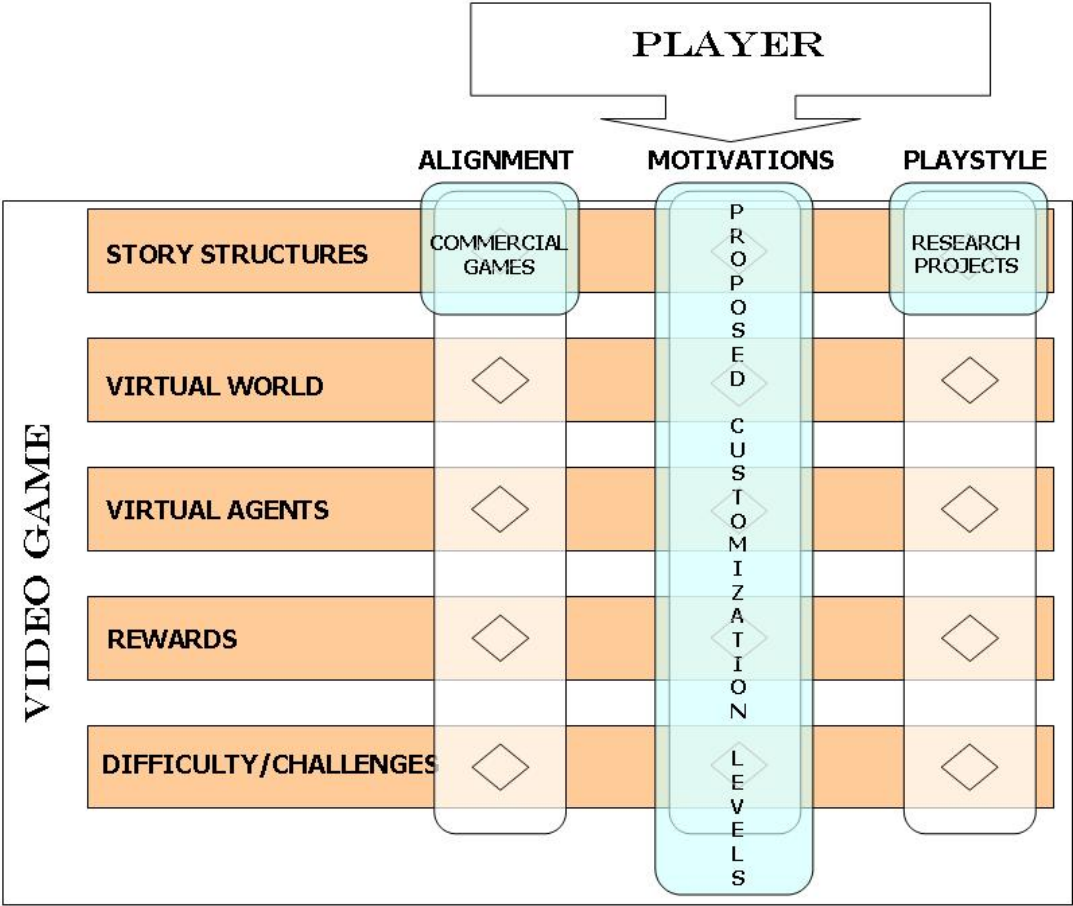 PLAYER
ALIGNMENT
MOTIVATIONS
PLAYSTYLE
VIDEO GAME
STORY STRUCTURES
COMMERCIAL
GAMES
PROPOSED CUSTOMIZATION LEVELS
RESEARCH
PROJECTS
VIRTUAL WORLD
VIRTUAL AGENTS
REWARDS
DIFFICULTY/CHALLENGES